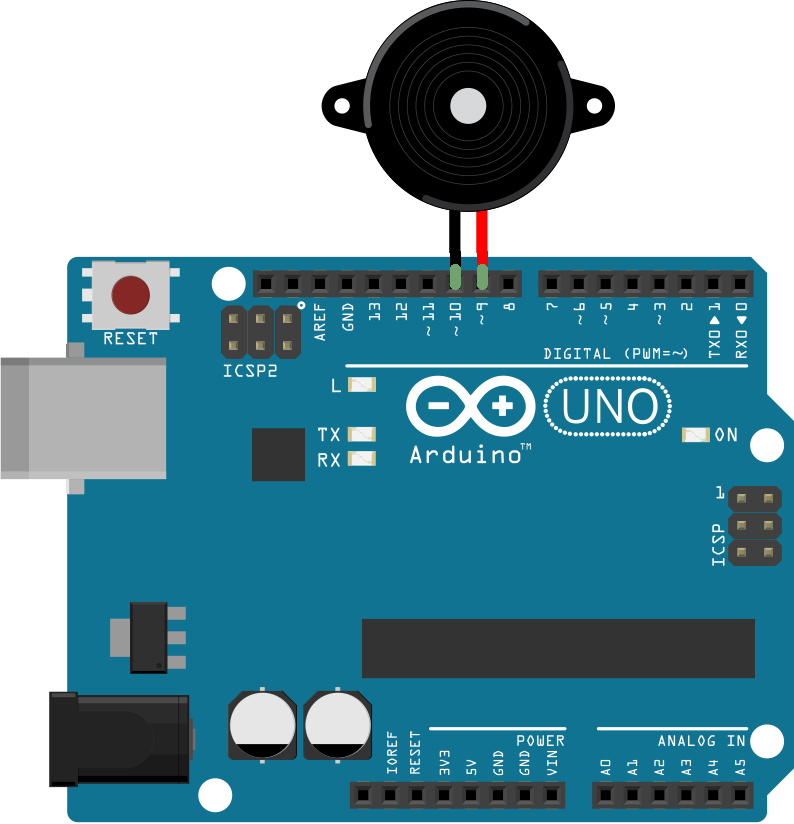 RESET
ICSP2
AREF
GND
13
12
~11
~10
~9
8
7
~6
~5
4
~3
2
TX0▶1
RX0◀0
DIGITAL (PWM=~)
L
TX
RX
UNO
Arduino™
ON
1
ICSP
IOREF
RESET
3V3
5V
GND
GND
VIN
POWER
ANALOG IN
A0
A1
A2
A3
A4
A5